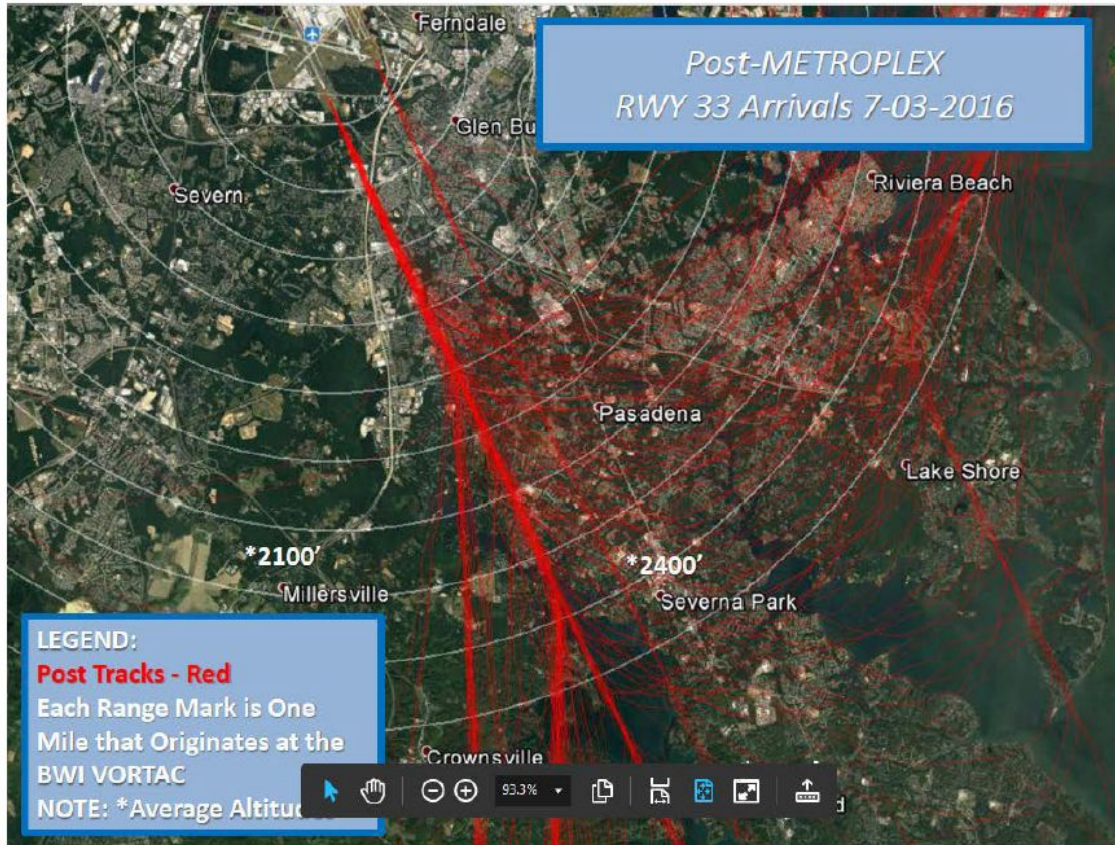 Ferndale
Post-METROPLEX
RWY 33 Arrivals 7-03-2016
Glen Bu
Severn
Riviera Beach
Pasadena
Lake Shore
*2100’
*2400’
Millersville
Severna Park
LEGEND:
Post Tracks - Red
Each Range Mark is One
Mile that Originates at the
BWI VORTAC
NOTE: *Average Altitud
Crownsville
93.3%